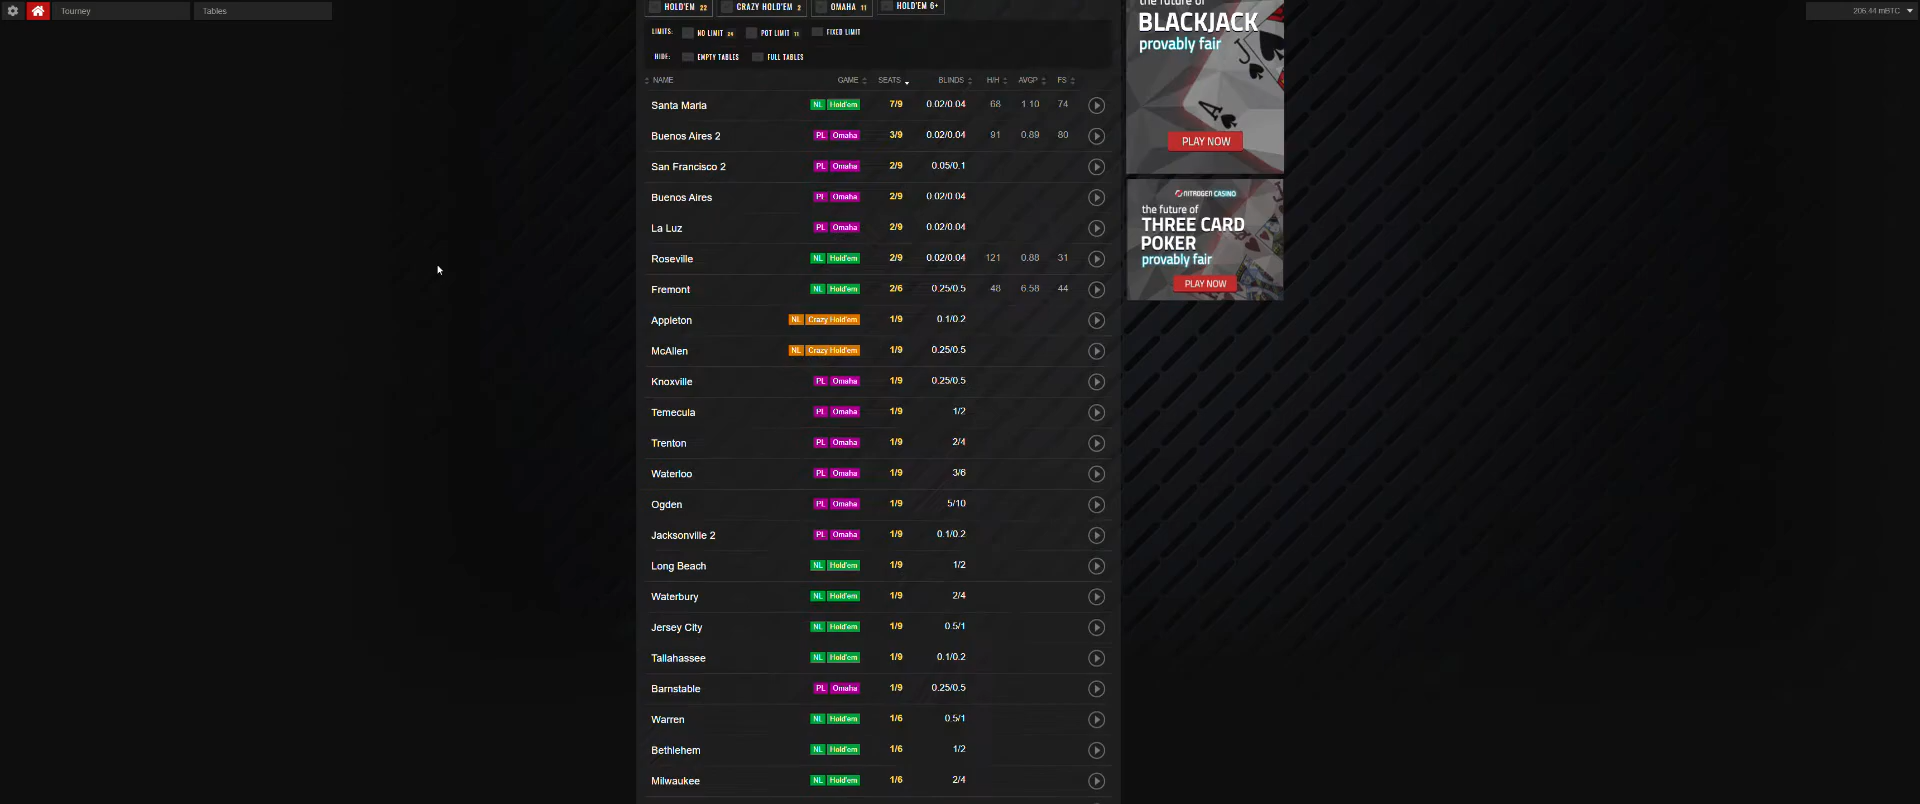 Tourney
Tables
206.44 mBTC
HOLD'EM 22
CRAZY HOLD'EM 2
OMAHA 11
HOLD'EM 6+
LIMITS:
NO LIMIT 24
POT LIMIT 11
FIXED LIMIT
HIDE:
EMPTY TABLES
FULL TABLES
NAME GAME SEATS BLINDS H/H AVGP FS
Santa Maria NL Hold'em 7/9 0.02/0.04 68 1.10 74
Buenos Aires 2 PL Omaha 3/9 0.02/0.04 91 0.89 80
San Francisco 2 PL Omaha 2/9 0.05/0.1
Buenos Aires PL Omaha 2/9 0.02/0.04
La Luz PL Omaha 2/9 0.02/0.04
Roseville NL Hold'em 2/9 0.02/0.04 121 0.88 31
Fremont NL Hold'em 2/6 0.25/0.5 48 6.58 44
Appleton NL Crazy Hold'em 1/9 0.1/0.2
McAllen NL Crazy Hold'em 1/9 0.25/0.5
Knoxville PL Omaha 1/9 0.25/0.5
Temecula PL Omaha 1/9 1/2
Trenton PL Omaha 1/9 2/4
Waterloo PL Omaha 1/9 3/6
Ogden PL Omaha 1/9 5/10
Jacksonville 2 PL Omaha 1/9 0.1/0.2
Long Beach NL Hold'em 1/9 1/2
Waterbury NL Hold'em 1/9 2/4
Jersey City NL Hold'em 1/9 0.5/1
Tallahassee NL Hold'em 1/9 0.1/0.2
Barnstable PL Omaha 1/9 0.25/0.5
Warren NL Hold'em 1/6 0.5/1
Bethlehem NL Hold'em 1/6 1/2
Milwaukee NL Hold'em 1/6 2/4
the future of
BLACKJACK
provably fair
PLAY NOW
NITROGEN CASINO
the future of
THREE CARD
POKER
provably fair
PLAY NOW